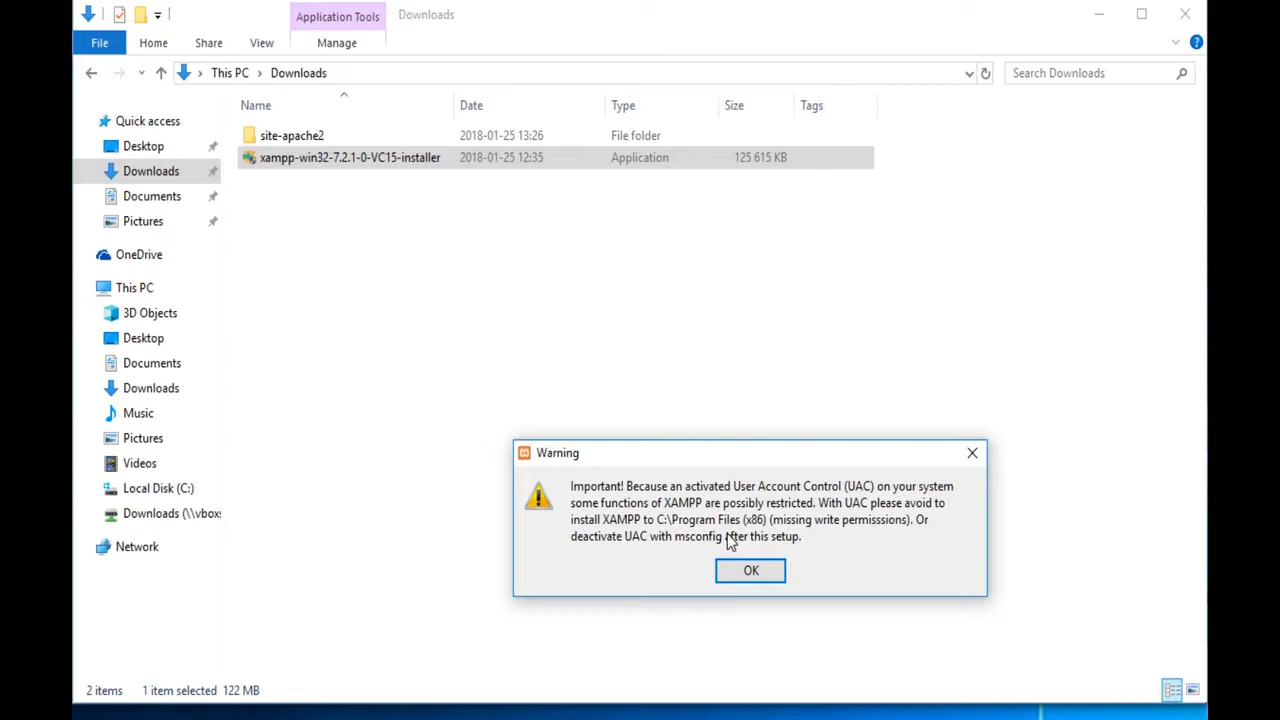 Application Tools
Downloads
File
Home
Share
View
Manage
This PC
Downloads
Search Downloads
Name
Date
Type
Size
Tags
site-apache2
2018-01-25 13:26
File folder
xampp-win32-7.2.1-0-VC15-installer
2018-01-25 12:35
Application
125 615 KB
Quick access
Desktop
Downloads
Documents
Pictures
OneDrive
This PC
3D Objects
Desktop
Documents
Downloads
Music
Pictures
Videos
Local Disk (C:)
Downloads (\\vboxs
Network
Warning
Important! Because an activated User Account Control (UAC) on your system
some functions of XAMPP are possibly restricted. With UAC please avoid to
install XAMPP to C:\Program Files (x86) (missing write permisssions). Or
deactivate UAC with msconfig after this setup.
OK
2 items
1 item selected
122 MB